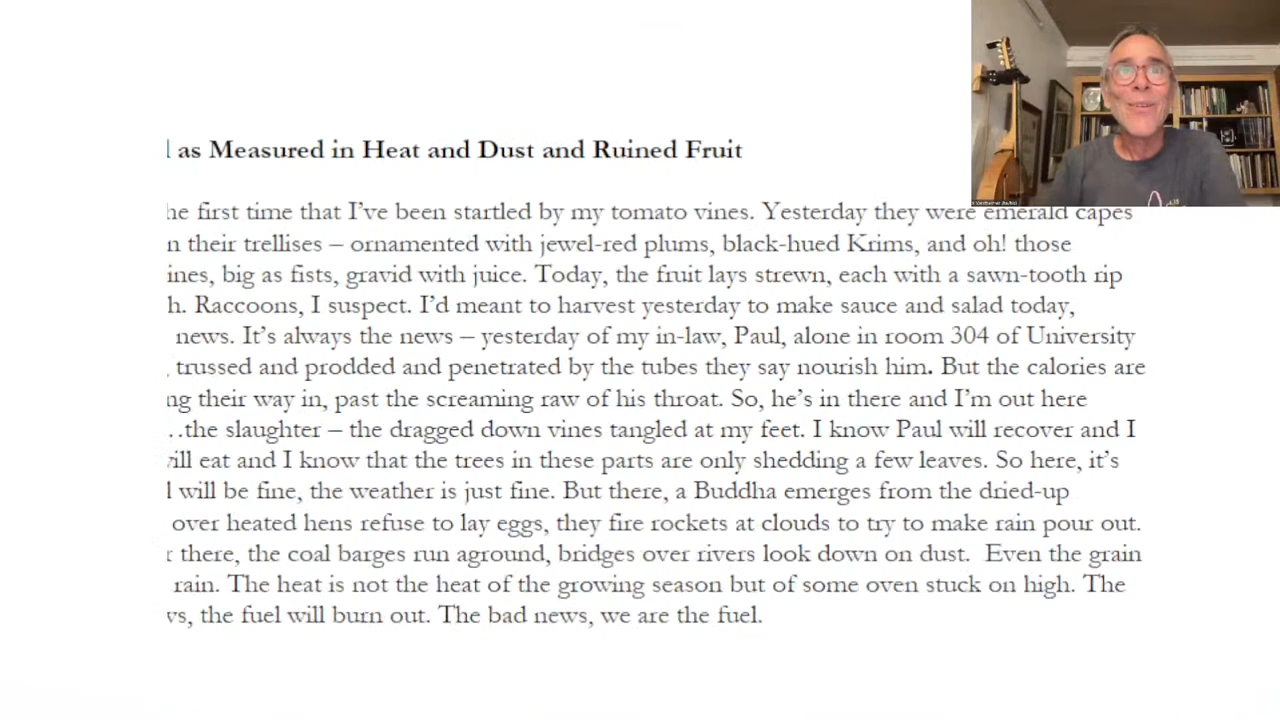 as Measured in Heat and Dust and Ruined Fruit
he first time that I've been startled by my tomato vines. Yesterday they were emerald capes
n their trellises – ornamented with jewel-red plums, black-hued Krims, and oh! those
ines, big as fists, gravid with juice. Today, the fruit lays strewn, each with a sawn-tooth rip
h. Raccoons, I suspect. I'd meant to harvest yesterday to make sauce and salad today,
news. It's always the news – yesterday of my in-law, Paul, alone in room 304 of University
, trussed and prodded and penetrated by the tubes they say nourish him. But the calories are
ng their way in, past the screaming raw of his throat. So, he's in there and I'm out here
…the slaughter – the dragged down vines tangled at my feet. I know Paul will recover and I
ill eat and I know that the trees in these parts are only shedding a few leaves. So here, it's
l will be fine, the weather is just fine. But there, a Buddha emerges from the dried-up
over heated hens refuse to lay eggs, they fire rockets at clouds to try to make rain pour out.
r there, the coal barges run aground, bridges over rivers look down on dust. Even the grain
rain. The heat is not the heat of the growing season but of some oven stuck on high. The
ws, the fuel will burn out. The bad news, we are the fuel.